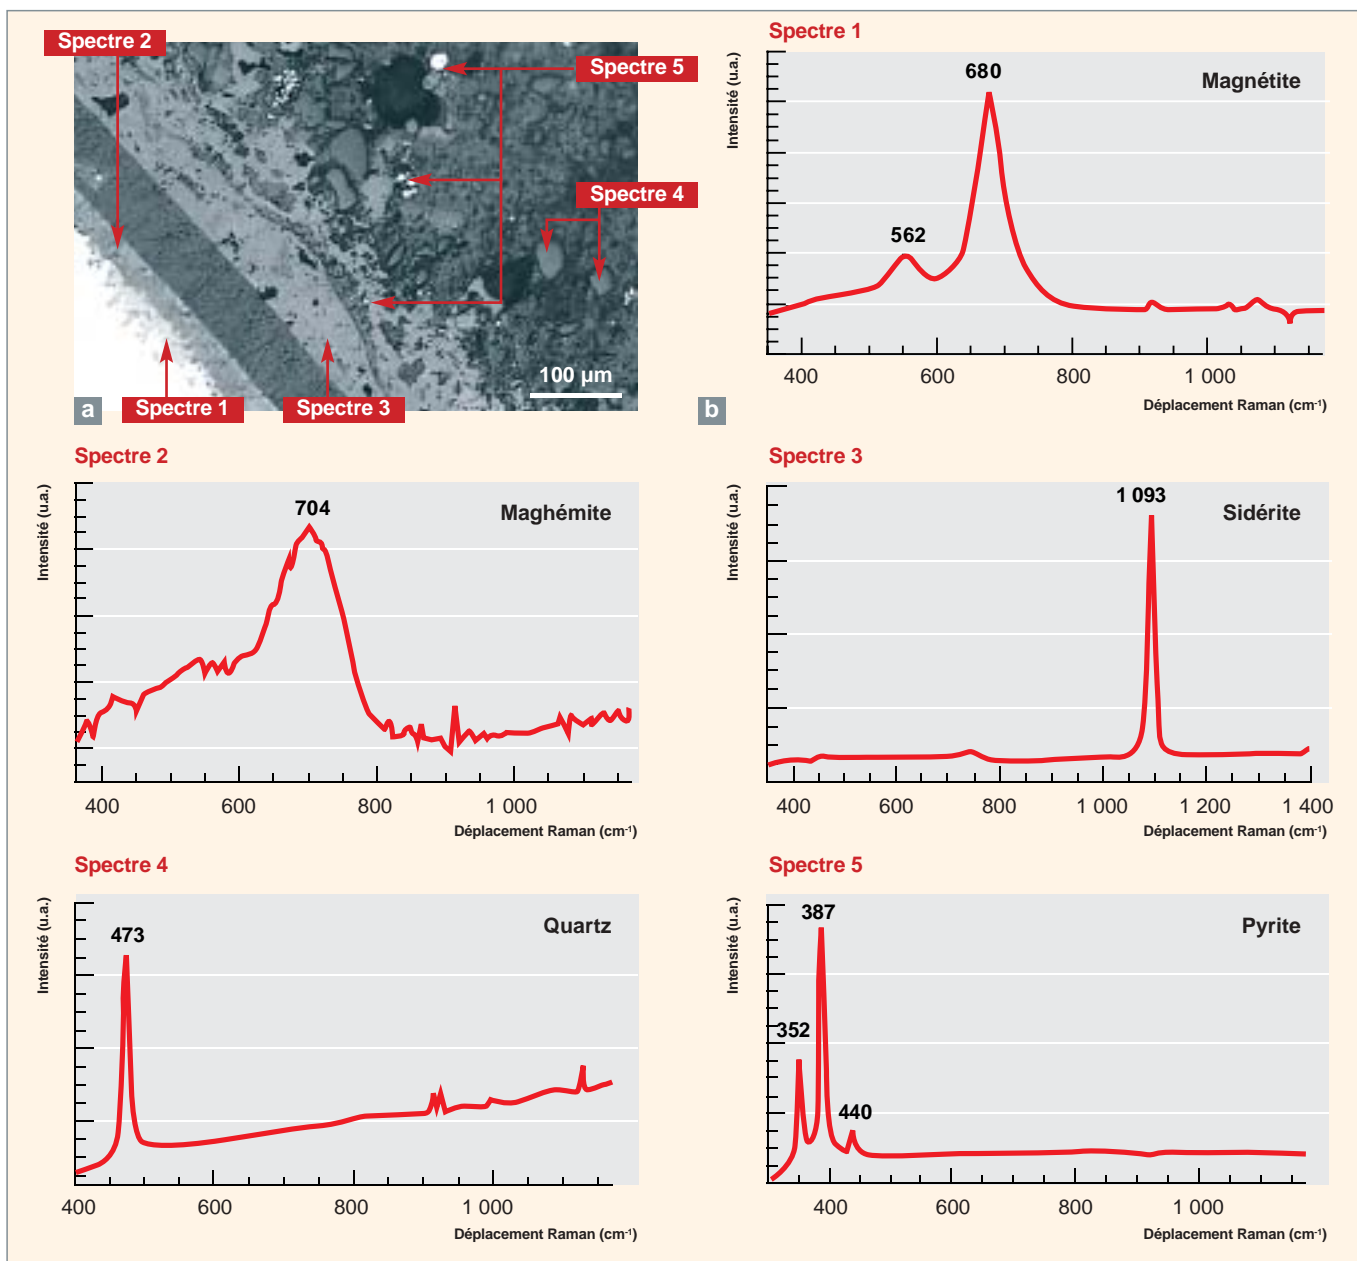 Spectre 2
Spectre 5
Spectre 4
100 µm
a
Spectre 1
Spectre 3
Spectre 1
Intensité (u.a.)
Magnétite
680
562
400 600 800 1 000
Déplacement Raman (cm-1)
b
Spectre 2
Intensité (u.a.)
Maghémite
704
400 600 800 1 000
Déplacement Raman (cm-1)
Spectre 3
Intensité (u.a.)
Sidérite
1 093
400 600 800 1 000 1 200 1 400
Déplacement Raman (cm-1)
Spectre 4
Intensité (u.a.)
Quartz
473
400 600 800 1 000
Déplacement Raman (cm-1)
Spectre 5
Intensité (u.a.)
Pyrite
387
352
440
400 600 800 1 000
Déplacement Raman (cm-1)